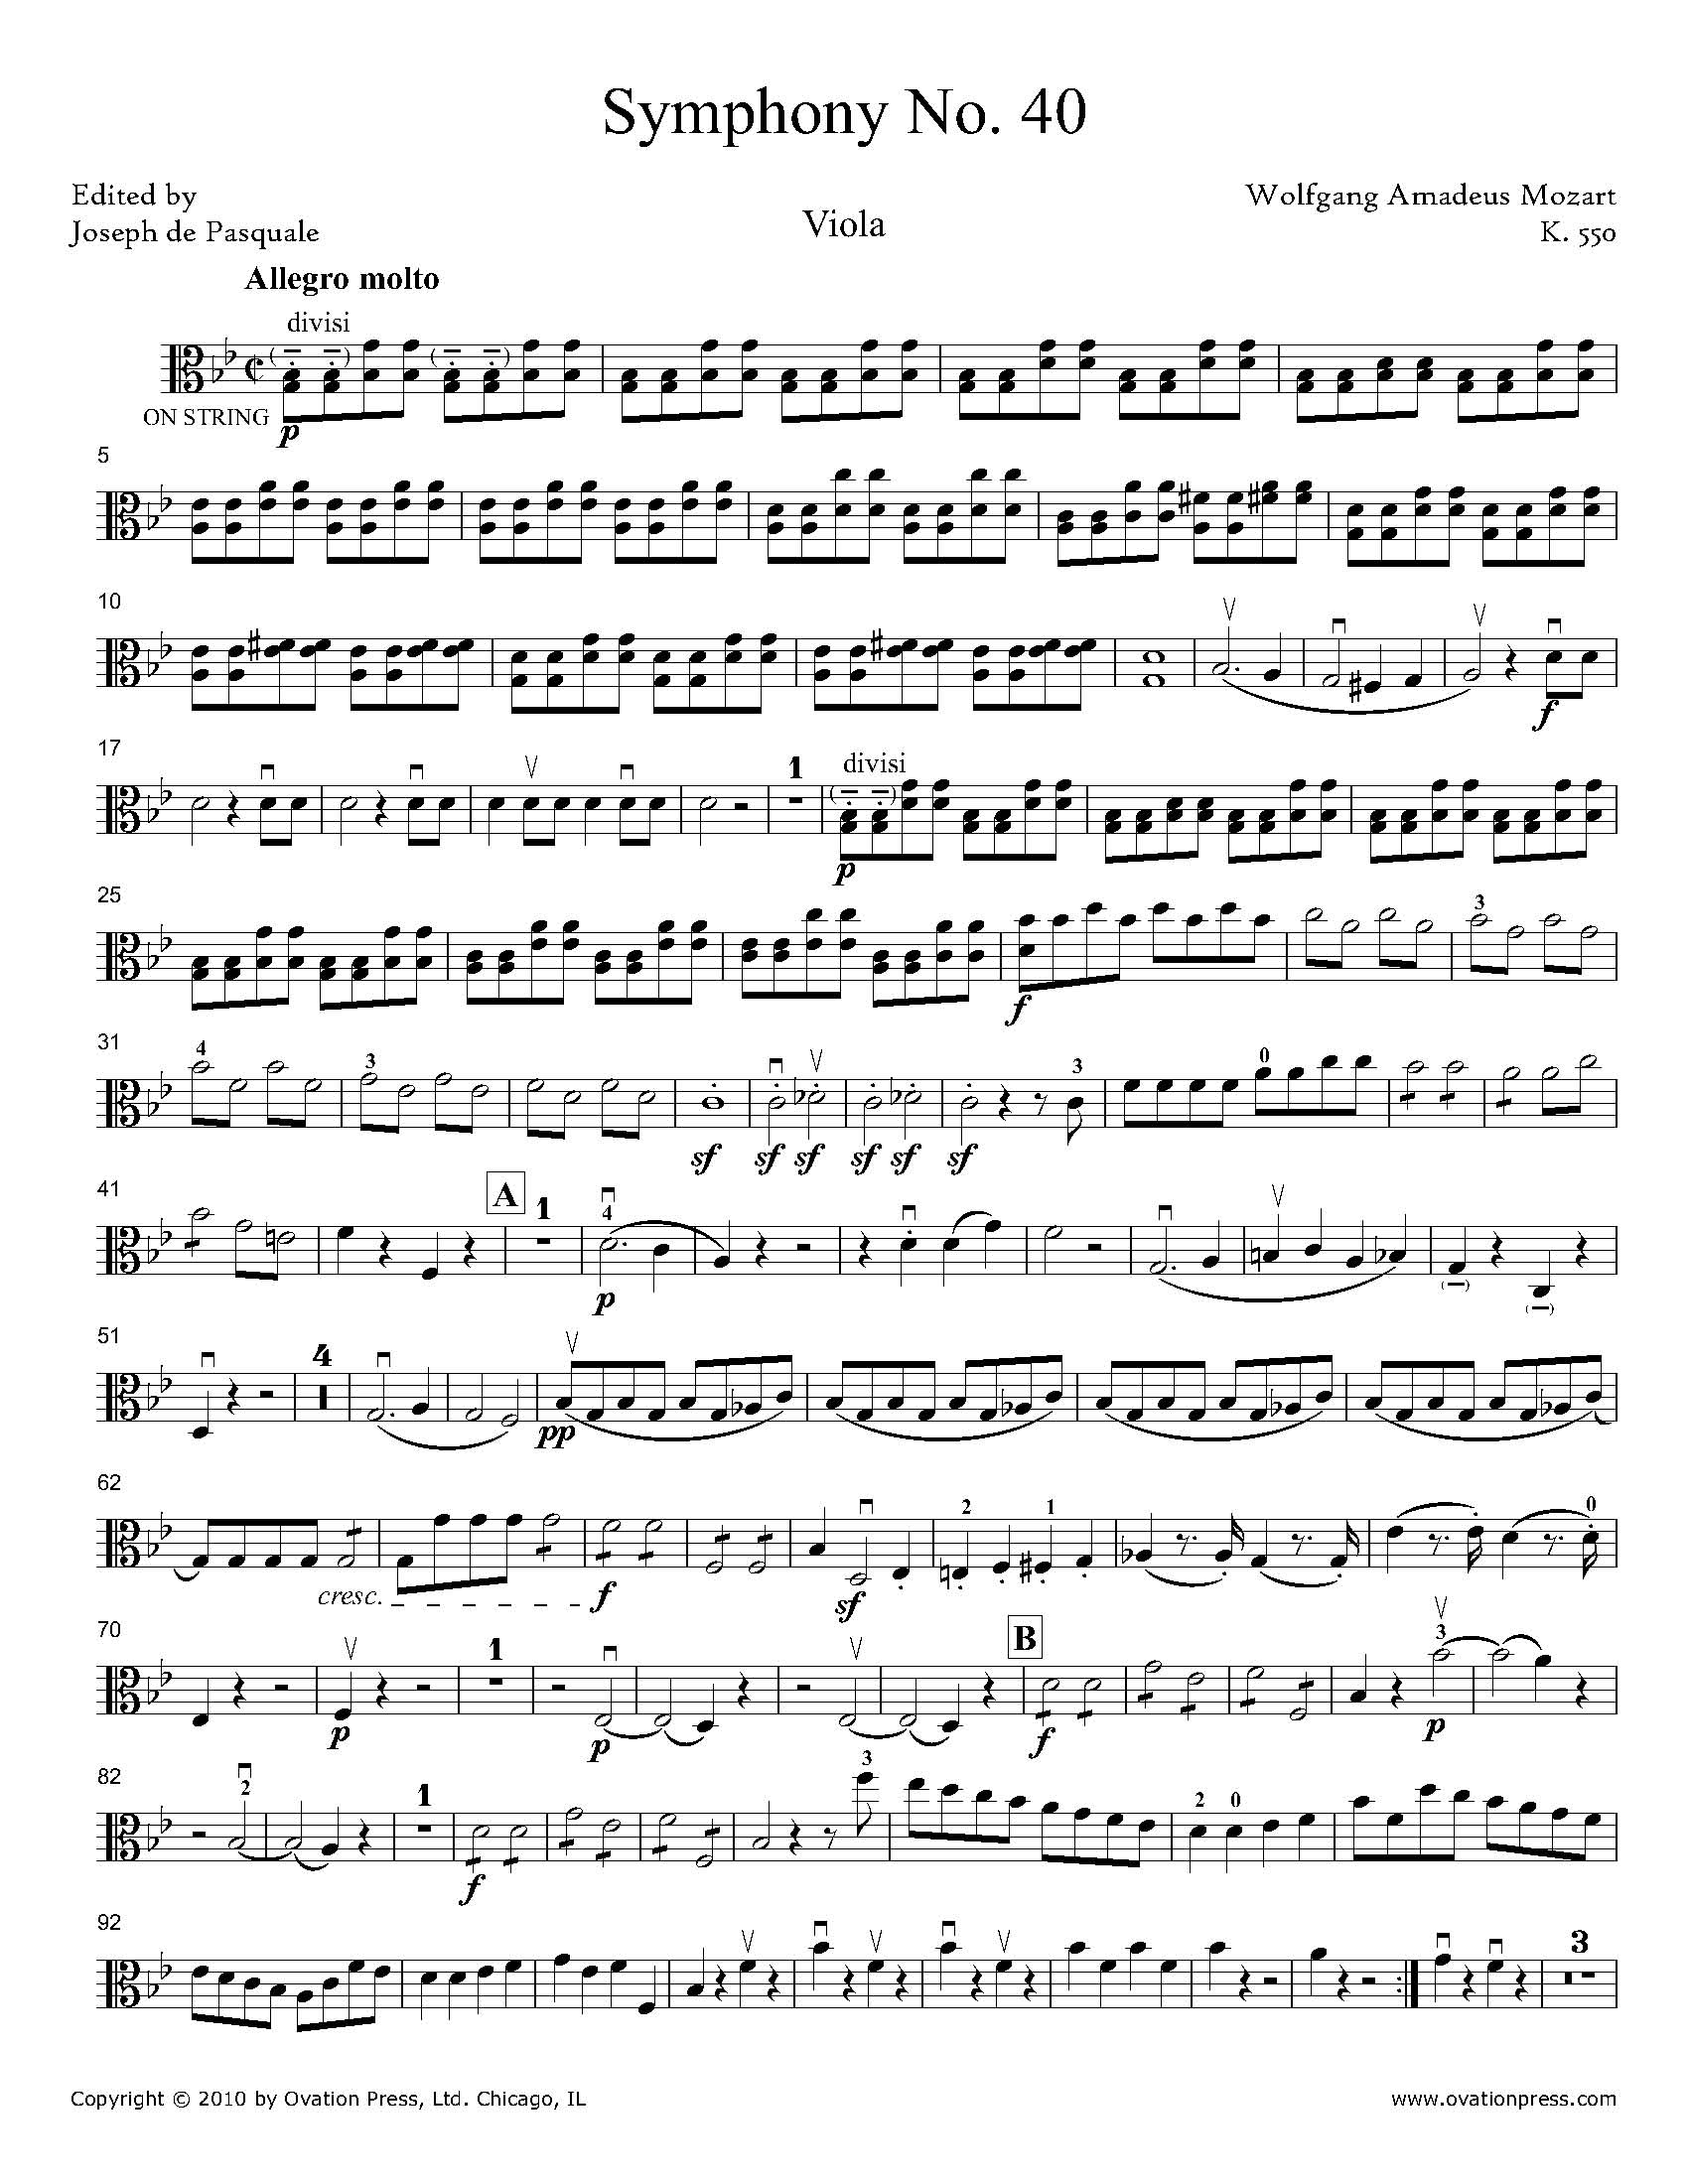 Symphony No. 40
Edited by
Joseph de Pasquale
Viola
Wolfgang Amadeus Mozart
K. 550
Allegro molto
divisi
ON STRING
p
5
10
f
17
1
divisi
p
25
3
f
31
4
3
3
0
sf sf sf sf sf sf
41
A
1
4
p
51
4
pp
62
2
1
0
cresc.
f
sf
70
1
B
3
p
p
f
p
82
2
1
3
2
0
f
92
3
Copyright © 2010 by Ovation Press, Ltd. Chicago, IL
www.ovationpress.com